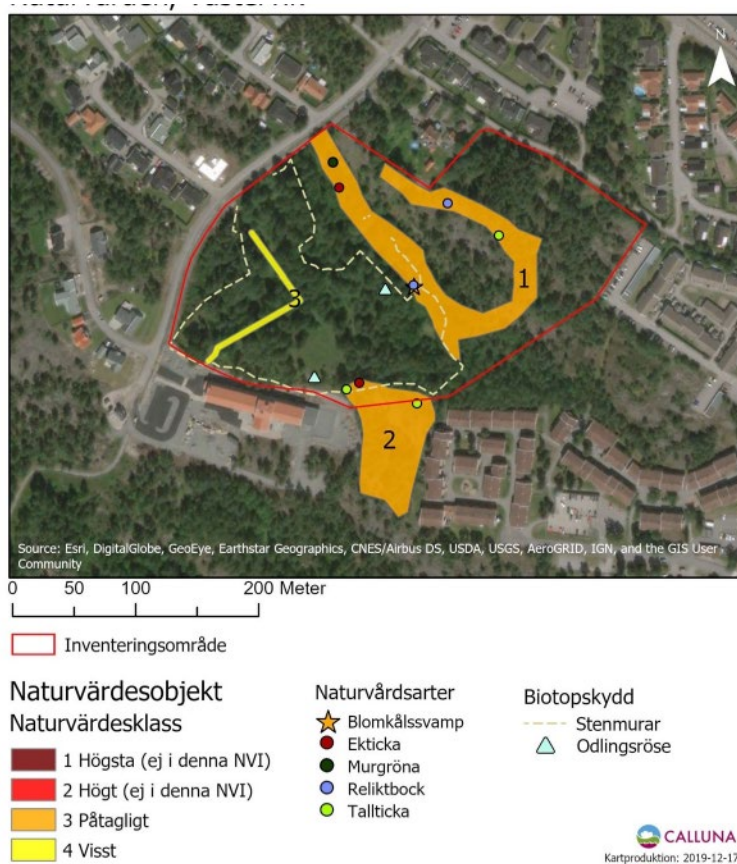 N
1
3
2
Source: Esri, DigitalGlobe, GeoEye, Earthstar Geographics, CNES/Airbus DS, USDA, USGS, AeroGRID, IGN, and the GIS User
Community
0 50 100 200 Meter
Inventeringsområde
Naturvärdesobjekt
Naturvärdesklass
1 Högsta (ej i denna NVI)
2 Högt (ej i denna NVI)
3 Påtagligt
4 Visst
Naturvårdsarter
Blomkålssvamp
Ekticka
Murgröna
Reliktbock
Tallticka
Biotopskydd
Stenmurar
Odlingsröse
CALLUNA
Kartproduktion: 2019-12-17